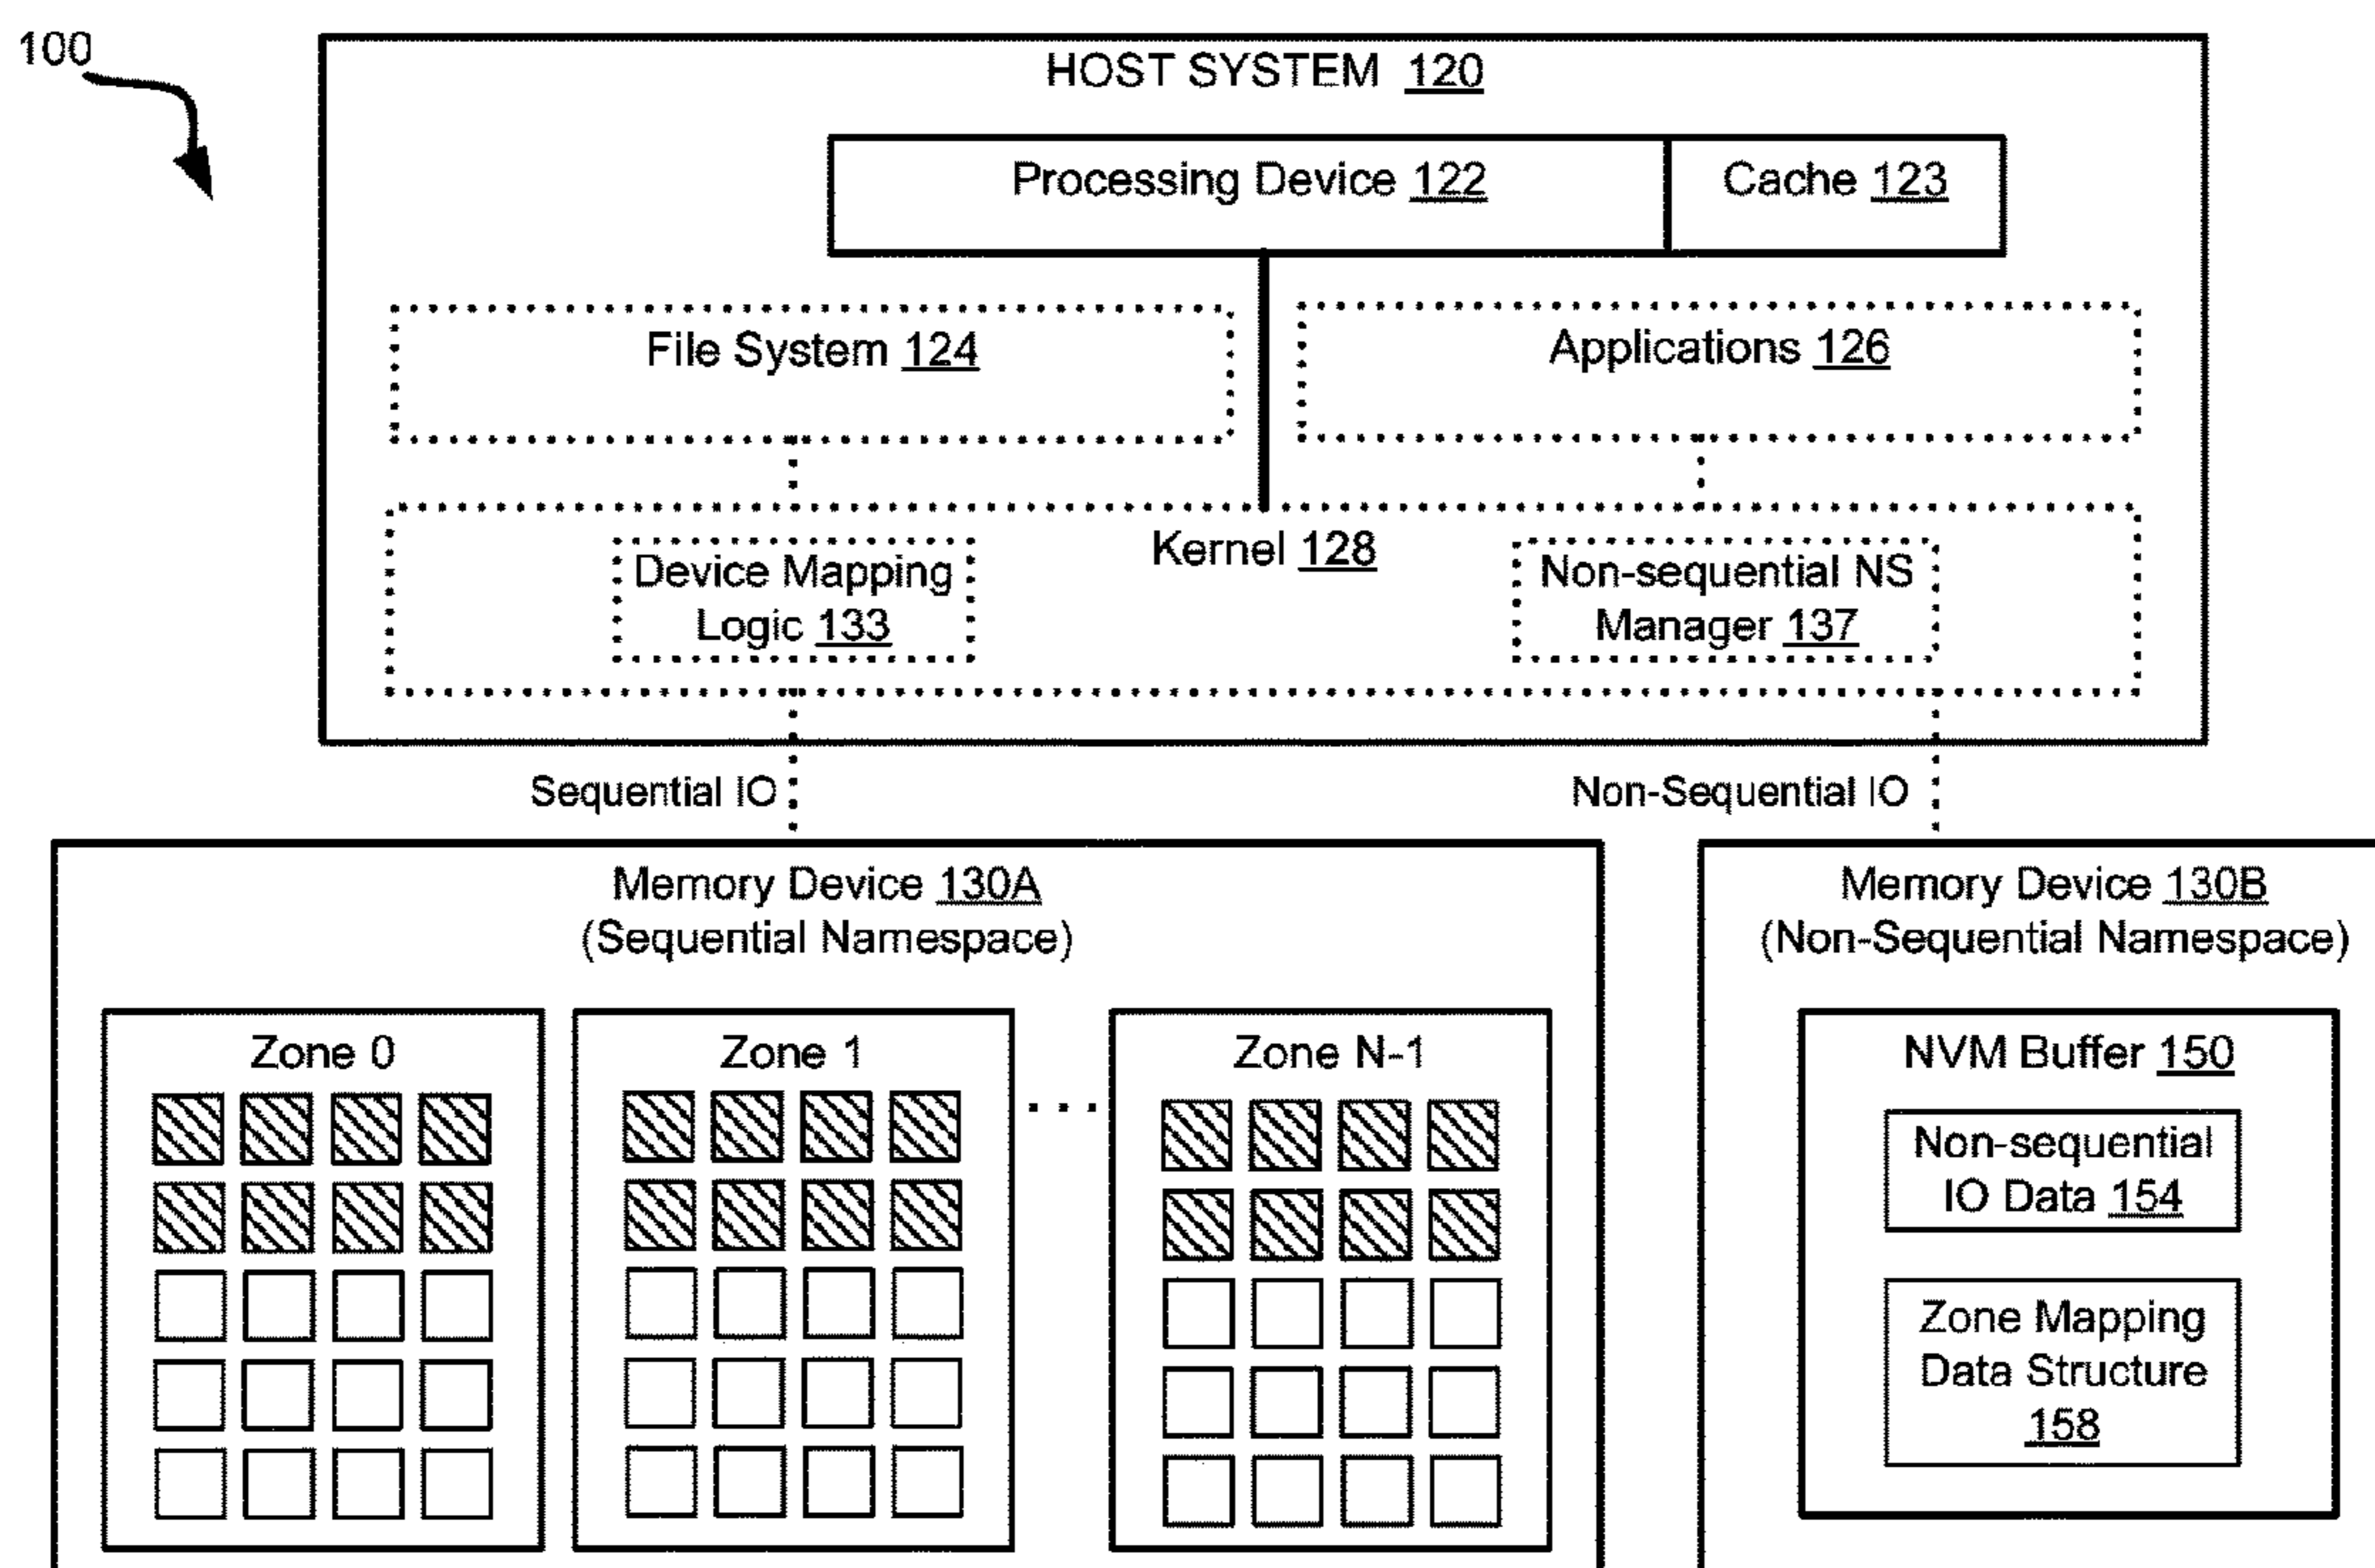 100
HOST SYSTEM 120
Processing Device 122
Cache 123
File System 124
Applications 126
Kernel 128
Device Mapping
Logic 133
Non-sequential NS
Manager 137
Sequential IO
Non-Sequential IO
Memory Device 130A
(Sequential Namespace)
Zone 0
Zone 1
. . .
Zone N-1
Memory Device 130B
(Non-Sequential Namespace)
NVM Buffer 150
Non-sequential
IO Data 154
Zone Mapping
Data Structure
158